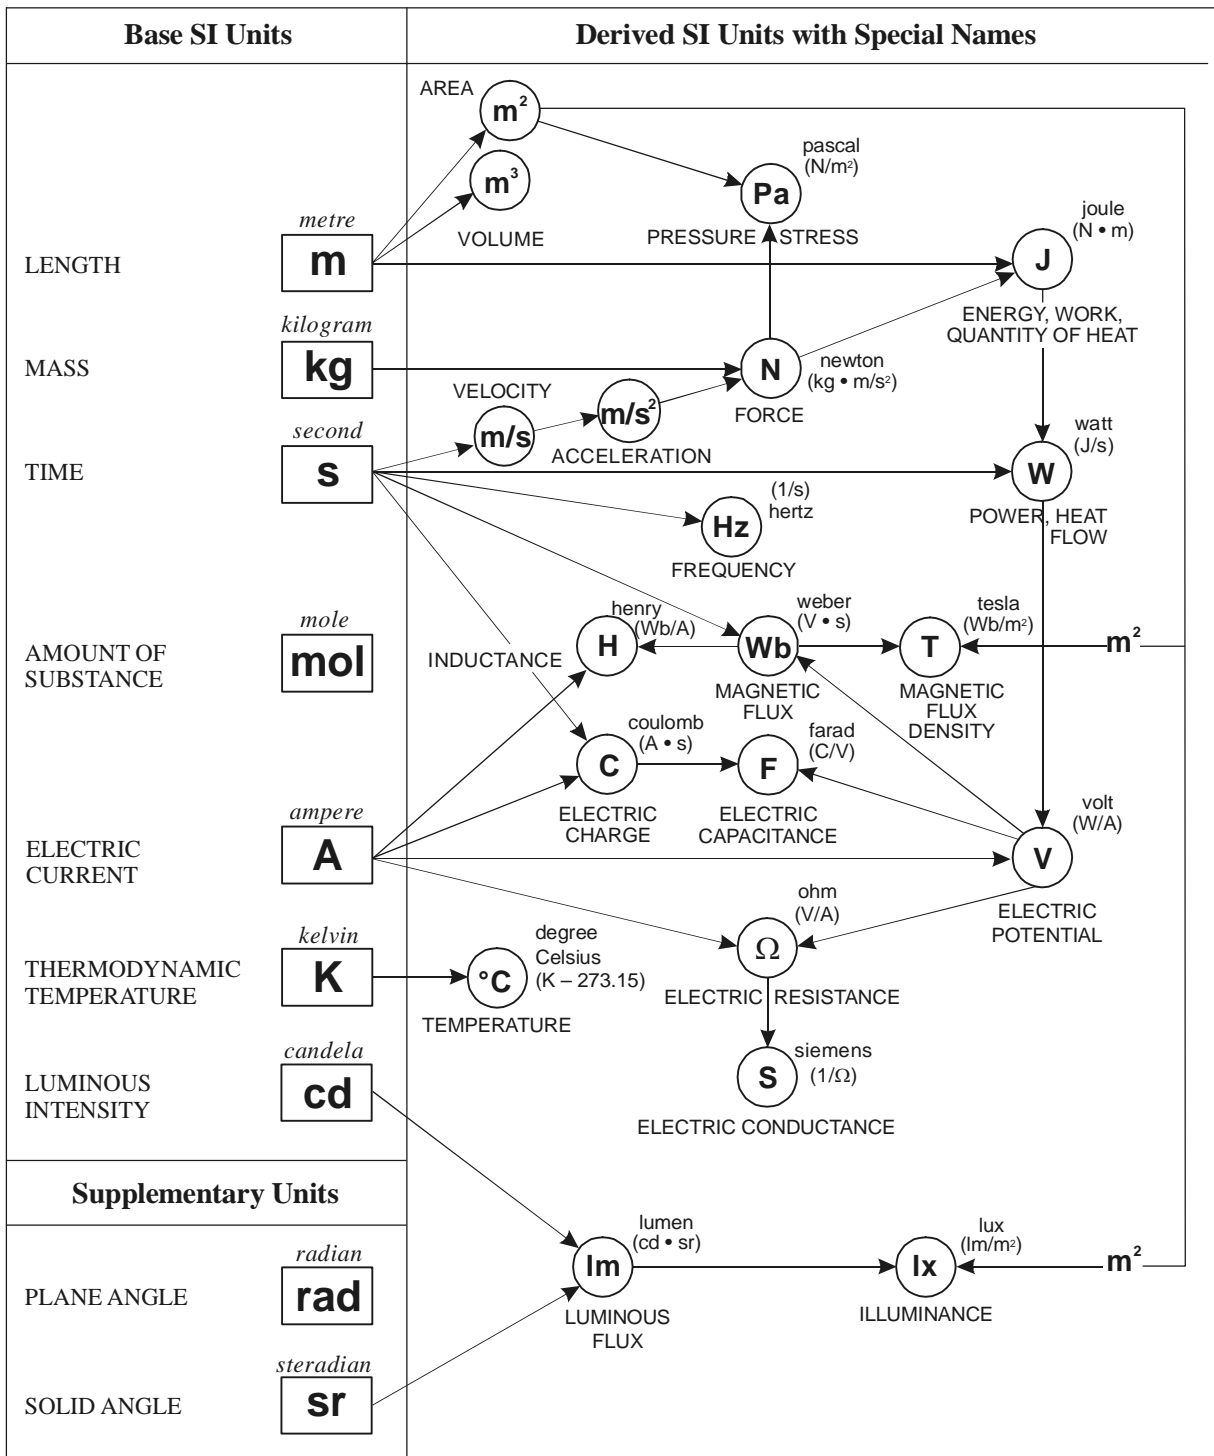 Base SI Units
Derived SI Units with Special Names
AREA
m²
pascal
(N/m²)
m³
Pa
metre
joule
(N • m)
VOLUME
PRESSURE STRESS
LENGTH
m
J
kilogram
ENERGY, WORK,
QUANTITY OF HEAT
MASS
kg
N
newton
(kg • m/s²)
VELOCITY
m/s²
FORCE
second
m/s
ACCELERATION
watt
(J/s)
TIME
s
W
(1/s)
hertz
POWER, HEAT
FLOW
Hz
FREQUENCY
mole
henry
(Wb/A)
weber
(V • s)
tesla
(Wb/m²)
AMOUNT OF
SUBSTANCE
mol
INDUCTANCE
H
Wb
T
m²
MAGNETIC
FLUX
MAGNETIC
FLUX
DENSITY
coulomb
(A • s)
farad
(C/V)
C
F
ampere
ELECTRIC
CHARGE
ELECTRIC
CAPACITANCE
volt
(W/A)
ELECTRIC
CURRENT
A
V
ohm
(V/A)
ELECTRIC
POTENTIAL
kelvin
degree
Celsius
(K – 273.15)
Ω
THERMODYNAMIC
TEMPERATURE
K
°C
ELECTRIC RESISTANCE
TEMPERATURE
candela
siemens
(1/Ω)
LUMINOUS
INTENSITY
cd
S
ELECTRIC CONDUCTANCE
Supplementary Units
radian
lumen
(cd • sr)
lux
(lm/m²)
PLANE ANGLE
rad
lm
lx
m²
LUMINOUS
FLUX
ILLUMINANCE
steradian
SOLID ANGLE
sr